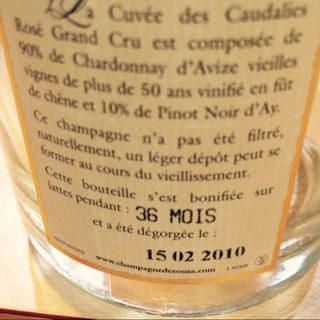 La Cuvée des Caudalies
Rosé Grand Cru est composée de
90% de Chardonnay d'Avize vieilles
vignes de plus de 50 ans vinifié en fût
de chêne et 10% de Pinot Noir d'Ay.
Ce champagne n'a pas été filtré,
naturellement, un léger dépôt peut se
former au cours du vieillissement.
Cette bouteille s'est bonifiée sur
lattes pendant : 36 MOIS
et a été dégorgée le :
15 02 2010
www.champagnedesousa.com